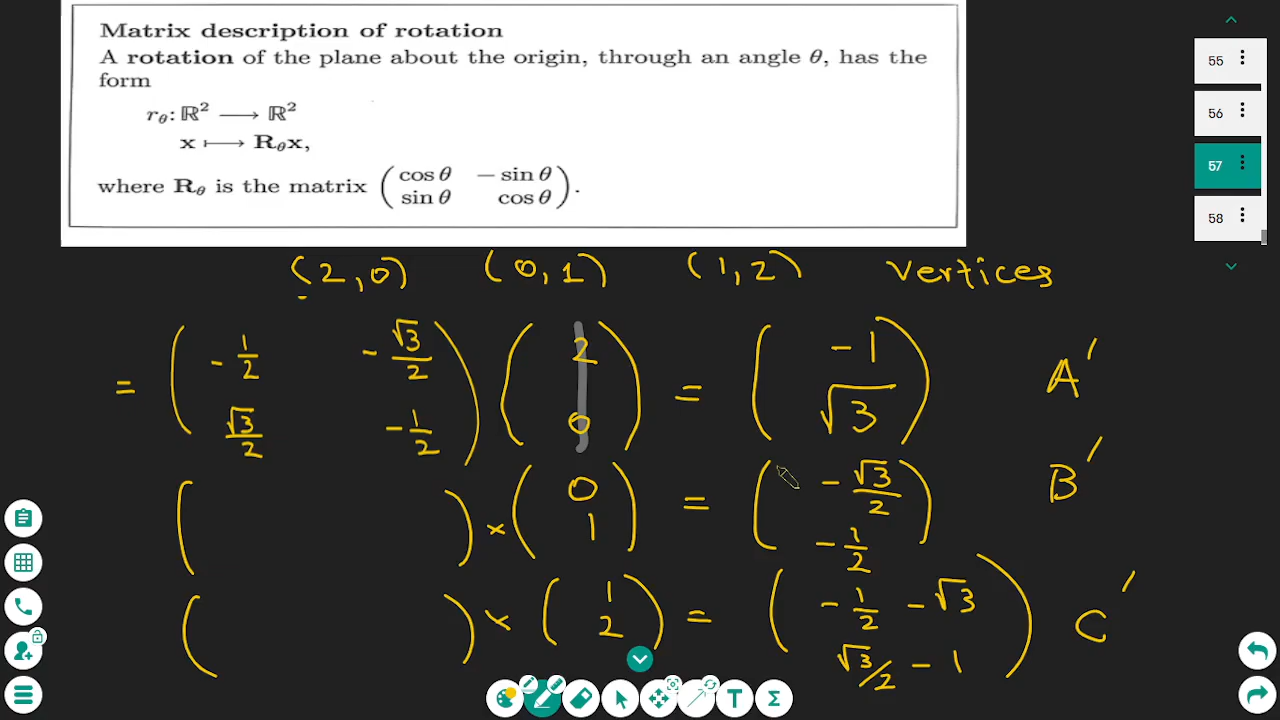 Matrix description of rotation
A rotation of the plane about the origin, through an angle θ, has the
form
r_θ: ℝ² ⟶ ℝ²
x ⟼ R_θx,
where R_θ is the matrix ( cos θ  − sin θ
sin θ  cos θ ).
(2,0) (0,1) (1,2) vertices
= ( -1/2  -√3/2
√3/2  -1/2 ) ( 2
0 ) = ( -1
√3 ) A'
( ) × ( 0
1 ) = ( -√3/2
-1/2 ) B'
( ) × ( 1
2 ) = ( -1/2 - √3
√3/2 - 1 ) C'
55
56
57
58
T
Σ